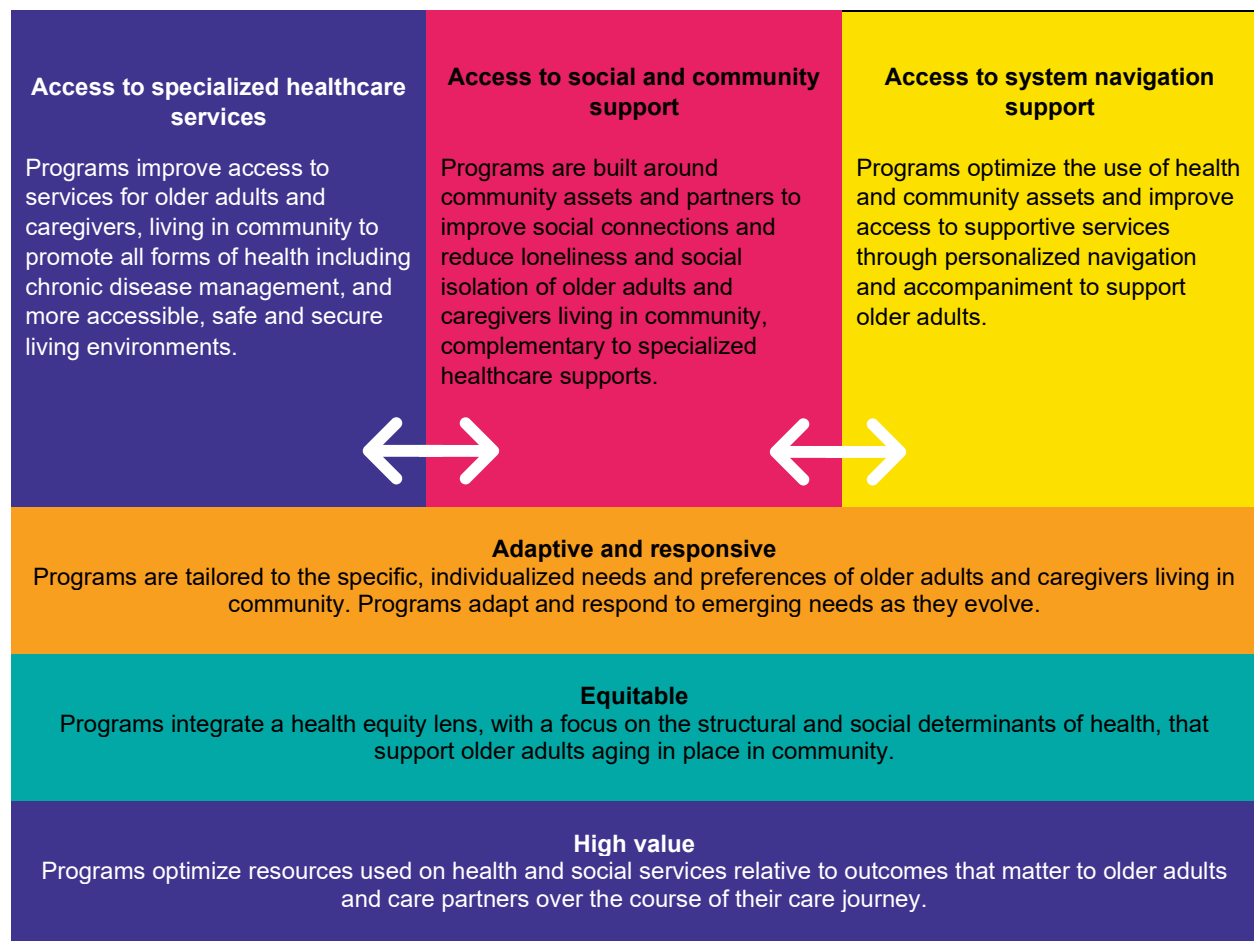 Access to specialized healthcare
services
Programs improve access to
services for older adults and
caregivers, living in community to
promote all forms of health including
chronic disease management, and
more accessible, safe and secure
living environments.
Access to social and community
support
Programs are built around
community assets and partners to
improve social connections and
reduce loneliness and social
isolation of older adults and
caregivers living in community,
complementary to specialized
healthcare supports.
Access to system navigation
support
Programs optimize the use of health
and community assets and improve
access to supportive services
through personalized navigation
and accompaniment to support
older adults.
Adaptive and responsive
Programs are tailored to the specific, individualized needs and preferences of older adults and caregivers living in
community. Programs adapt and respond to emerging needs as they evolve.
Equitable
Programs integrate a health equity lens, with a focus on the structural and social determinants of health, that
support older adults aging in place in community.
High value
Programs optimize resources used on health and social services relative to outcomes that matter to older adults
and care partners over the course of their care journey.